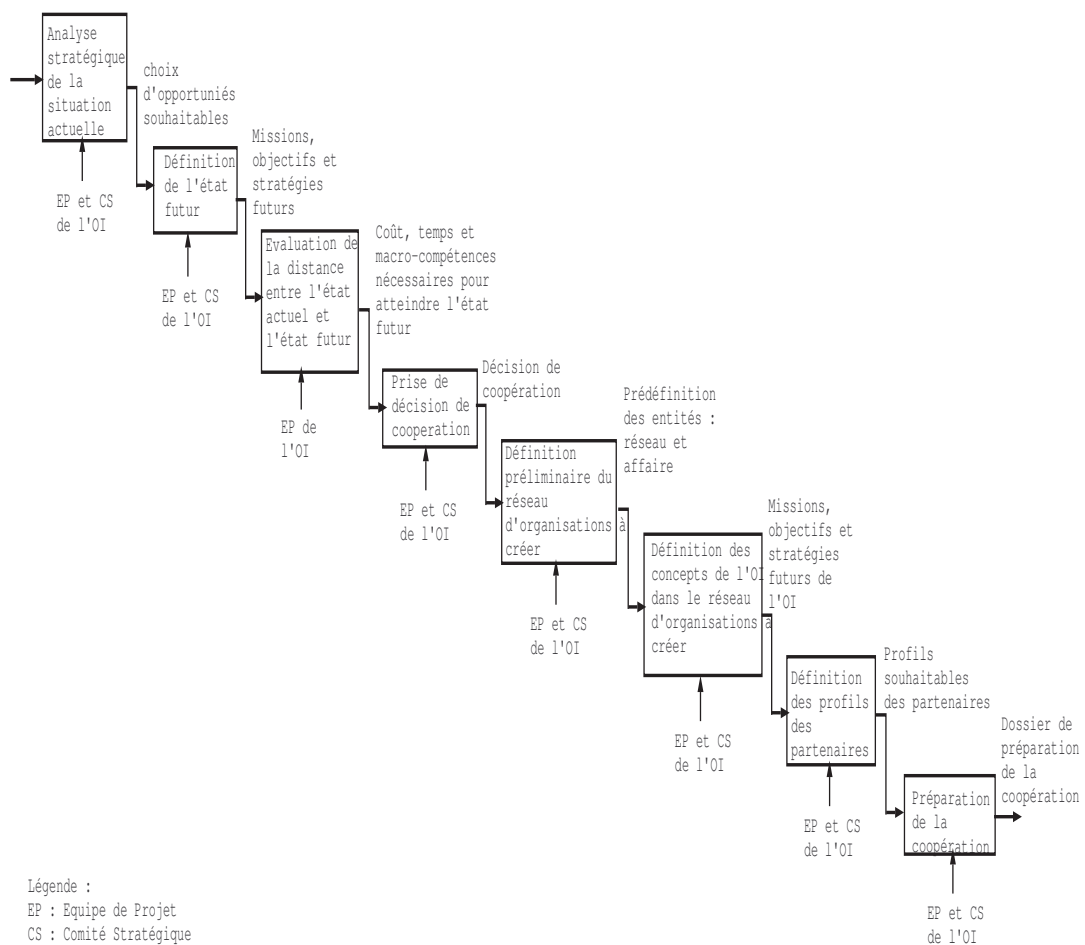 Analyse
stratégique
de la
situation
actuelle
choix
d'opportuniés
souhaitables
EP et CS
de l'OI
Définition
de l'état
futur
Missions,
objectifs et
stratégies
futurs
EP et CS
de l'OI
Evaluation de
la distance
entre l'état
actuel et
l'état futur
Coût, temps et
macro-compétences
nécessaires pour
atteindre l'état
futur
EP de
l'OI
Prise de
décision de
cooperation
Décision de
coopération
EP et CS
de l'OI
Définition
préliminaire du
réseau
d'organisations à
créer
Prédéfinition
des entités :
réseau et
affaire
EP et CS
de l'OI
Définition des
concepts de l'OI
dans le réseau
d'organisations à
créer
Missions,
objectifs et
stratégies
futurs de
l'OI
EP et CS
de l'OI
Définition
des profils
des
partenaires
Profils
souhaitables
des partenaires
EP et CS
de l'OI
Préparation
de la
coopération
Dossier de
préparation
de la
coopération
EP et CS
de l'OI
Légende :
EP : Equipe de Projet
CS : Comité Stratégique